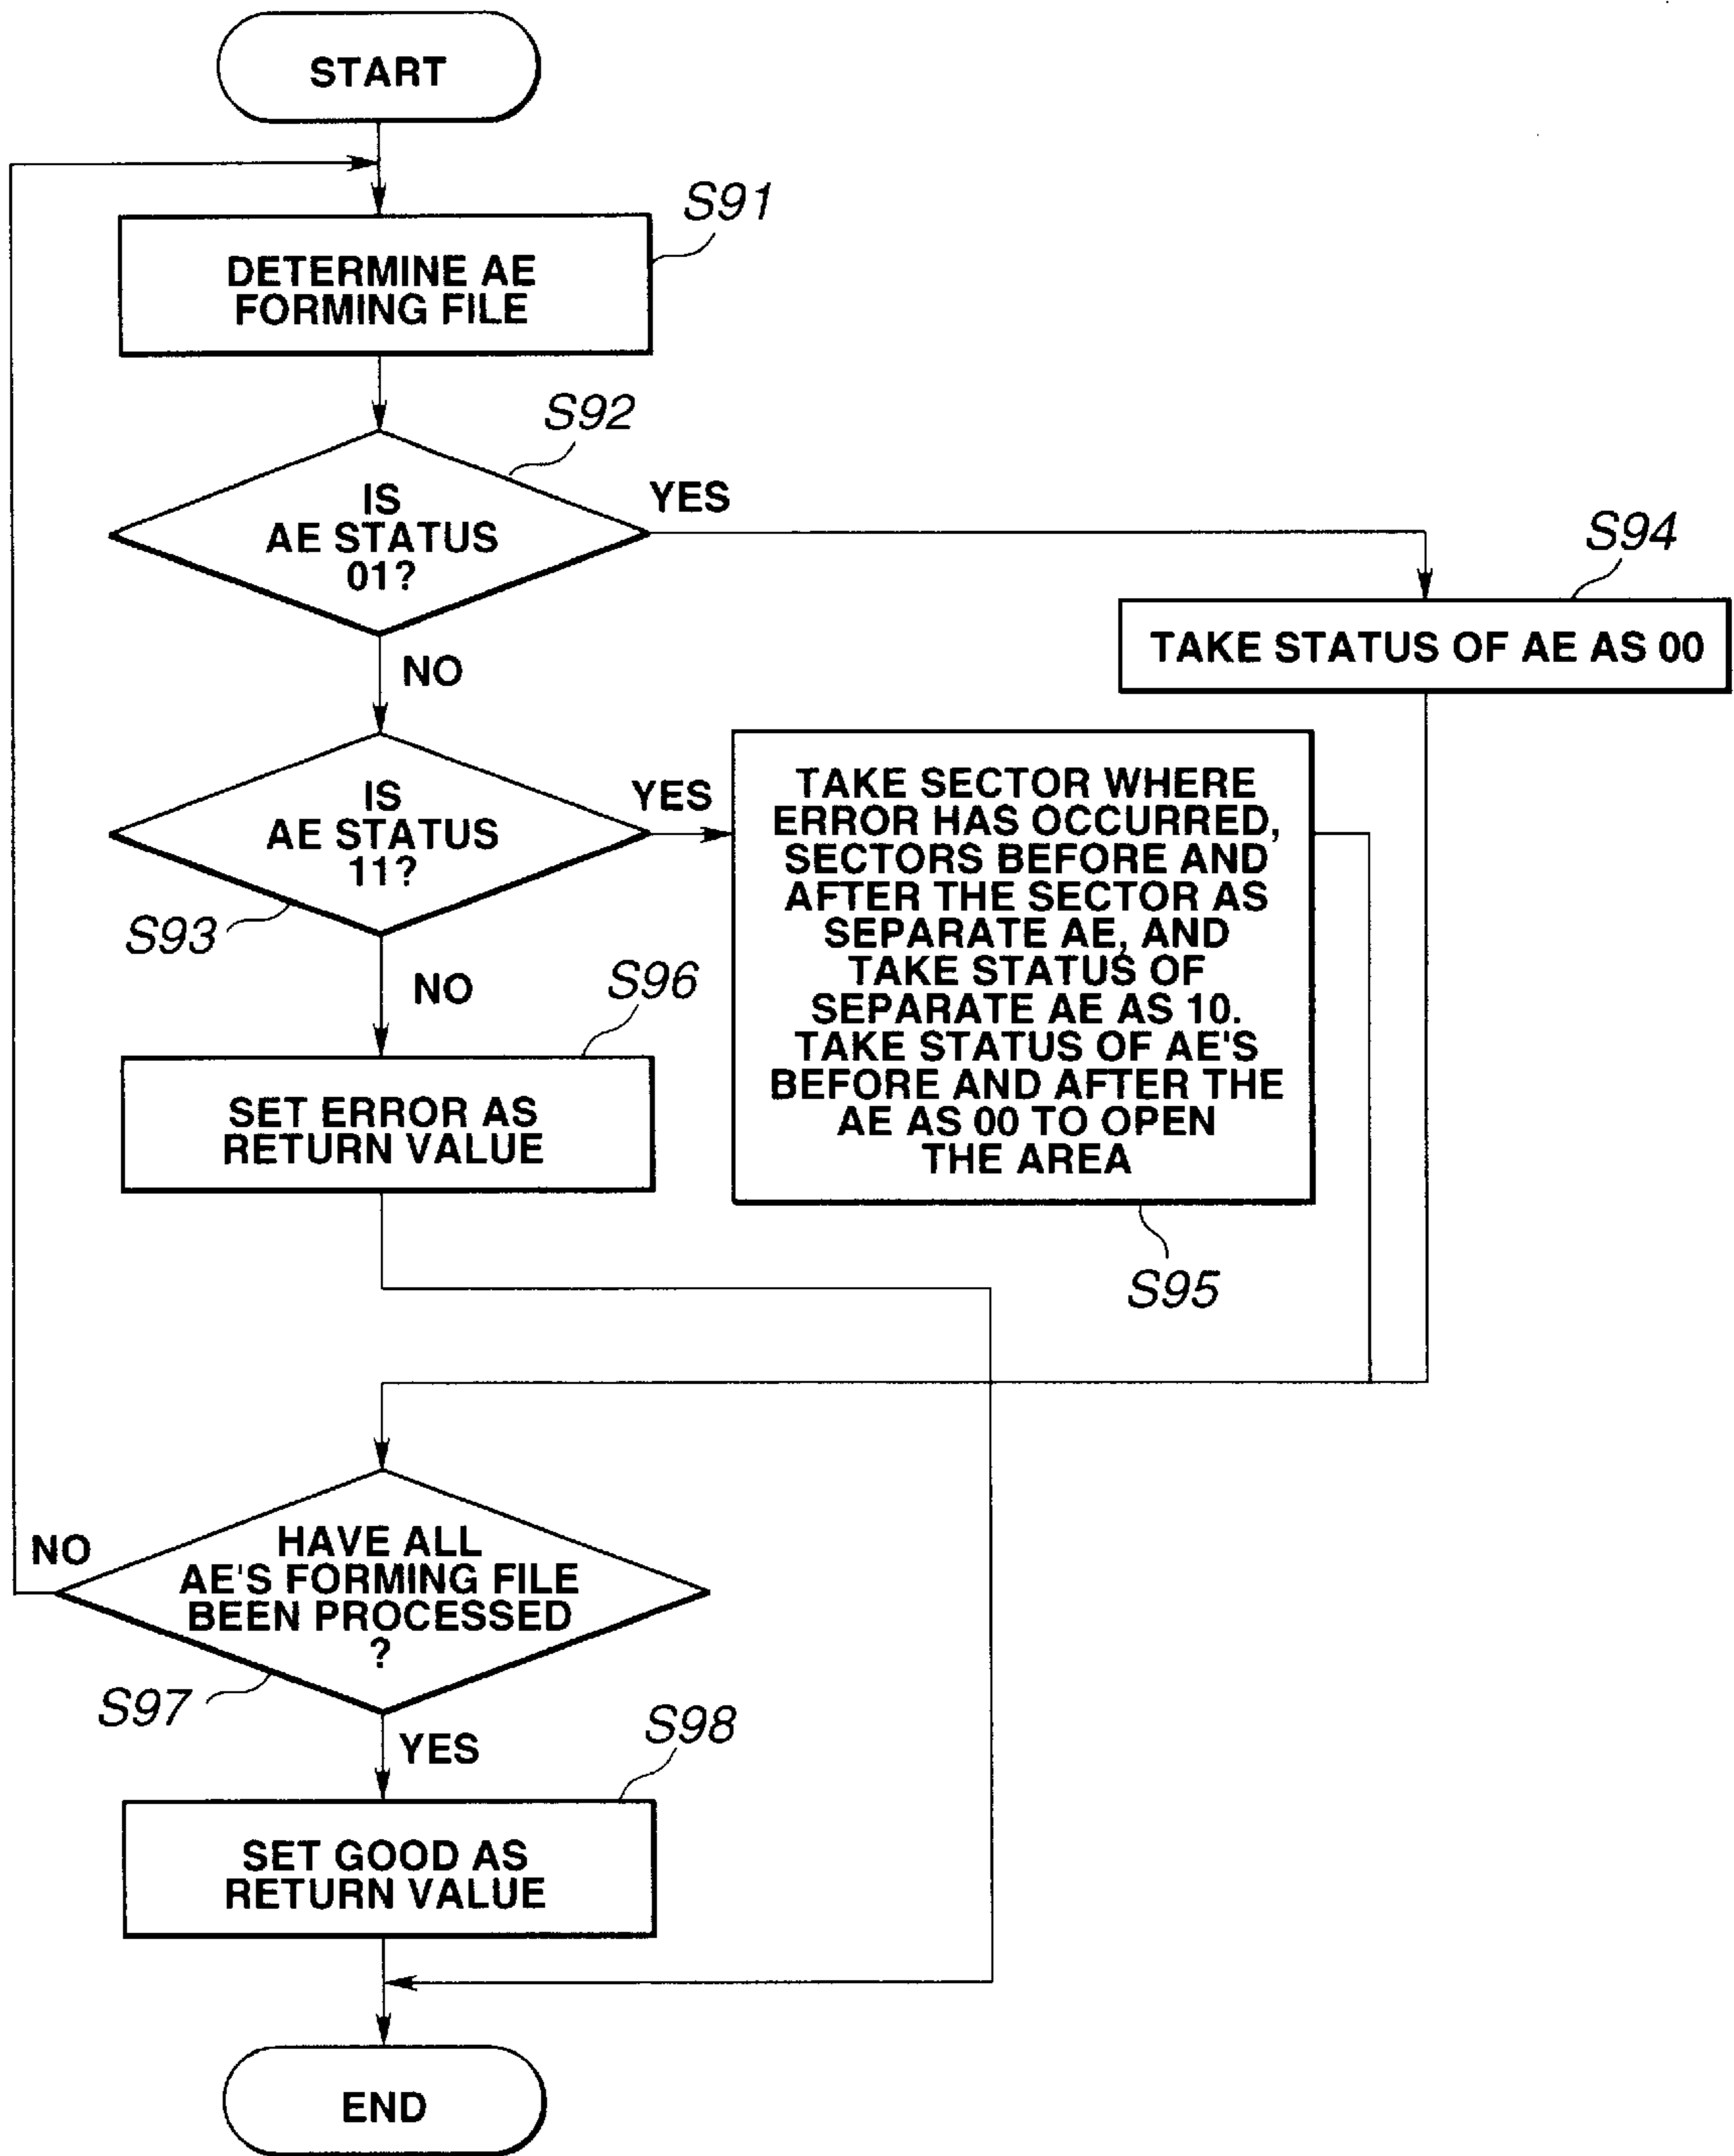 START
S91
DETERMINE AE
FORMING FILE
S92
IS
AE STATUS
01?
YES
S94
TAKE STATUS OF AE AS 00
NO
IS
AE STATUS
11?
YES
S93
TAKE SECTOR WHERE
ERROR HAS OCCURRED,
SECTORS BEFORE AND
AFTER THE SECTOR AS
SEPARATE AE, AND
TAKE STATUS OF
SEPARATE AE AS 10.
TAKE STATUS OF AE'S
BEFORE AND AFTER THE
AE AS 00 TO OPEN
THE AREA
S95
NO
S96
SET ERROR AS
RETURN VALUE
HAVE ALL
AE'S FORMING FILE
BEEN PROCESSED
?
NO
S97
YES
S98
SET GOOD AS
RETURN VALUE
END